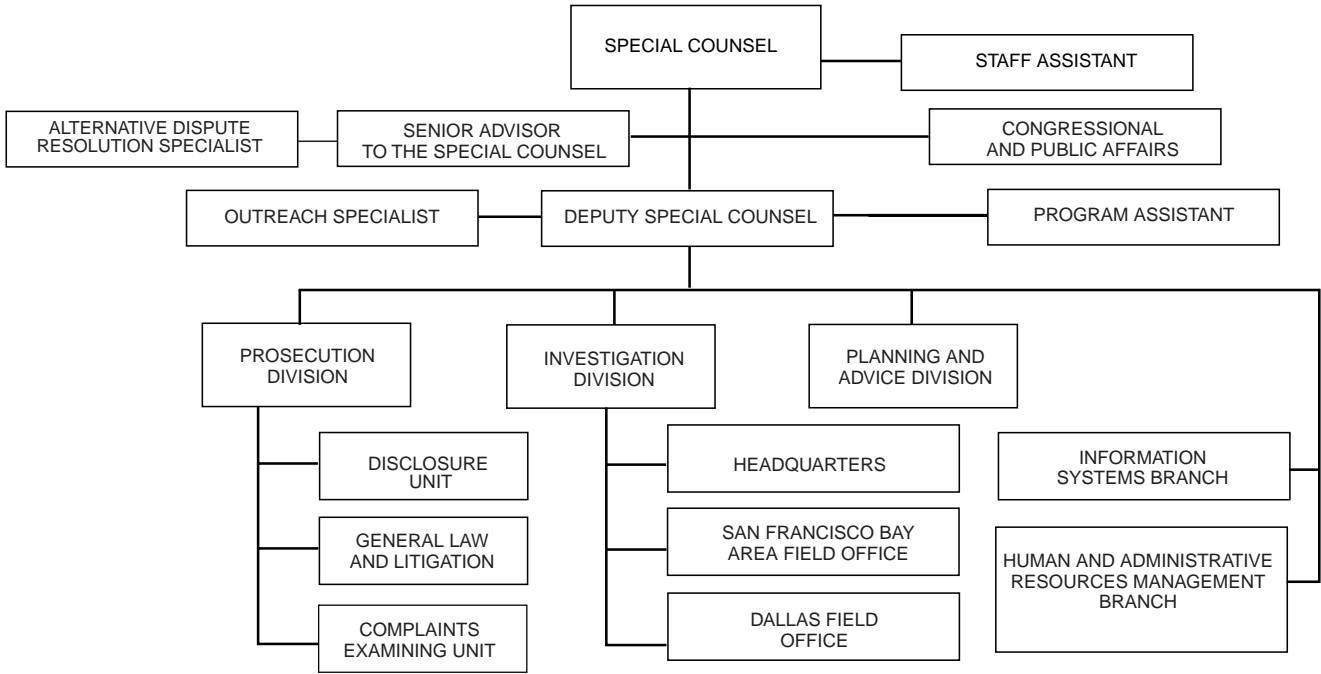 SPECIAL COUNSEL
STAFF ASSISTANT
ALTERNATIVE DISPUTE
RESOLUTION SPECIALIST
SENIOR ADVISOR
TO THE SPECIAL COUNSEL
CONGRESSIONAL
AND PUBLIC AFFAIRS
OUTREACH SPECIALIST
DEPUTY SPECIAL COUNSEL
PROGRAM ASSISTANT
PROSECUTION
DIVISION
INVESTIGATION
DIVISION
PLANNING AND
ADVICE DIVISION
DISCLOSURE
UNIT
HEADQUARTERS
INFORMATION
SYSTEMS BRANCH
GENERAL LAW
AND LITIGATION
SAN FRANCISCO BAY
AREA FIELD OFFICE
HUMAN AND ADMINISTRATIVE
RESOURCES MANAGEMENT
BRANCH
COMPLAINTS
EXAMINING UNIT
DALLAS FIELD
OFFICE